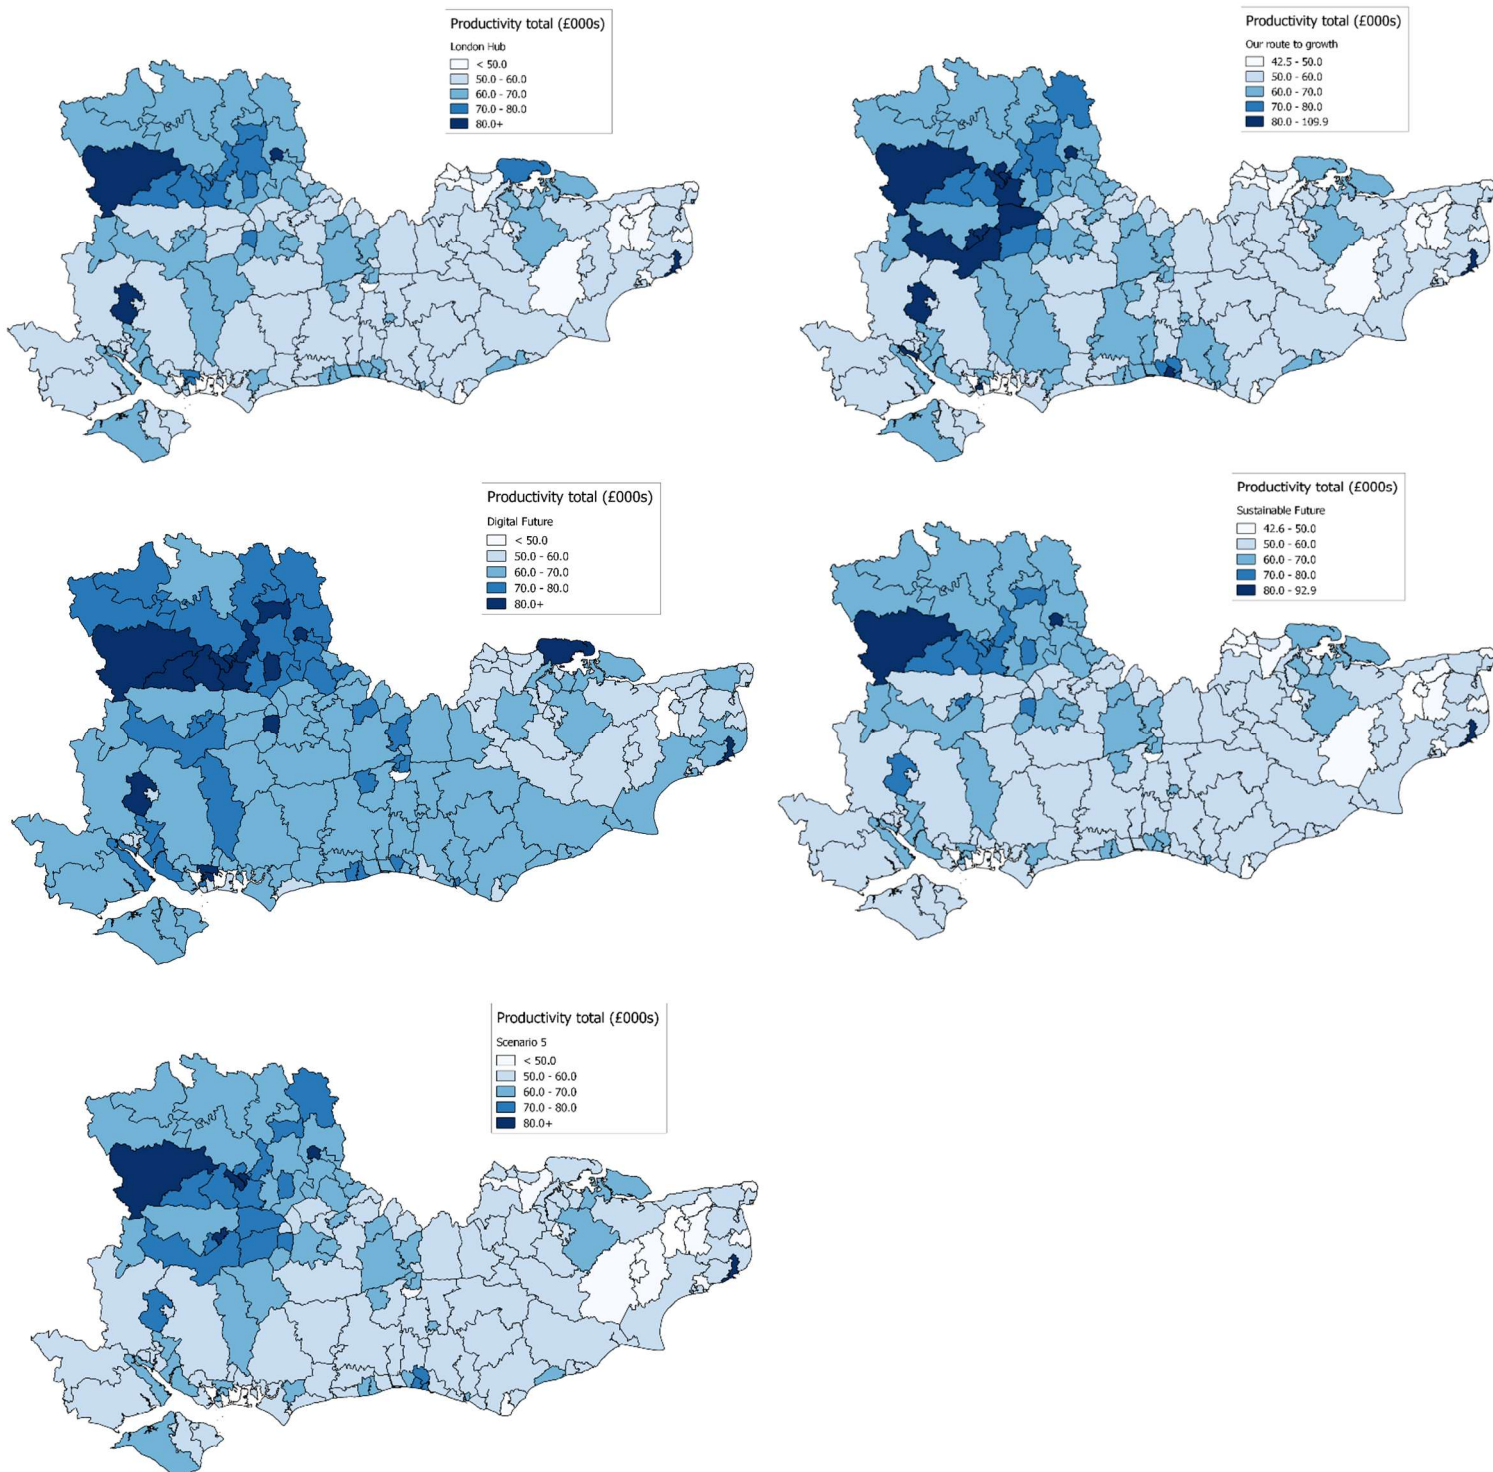 Productivity total (£000s)
London Hub
< 50.0
50.0 - 60.0
60.0 - 70.0
70.0 - 80.0
80.0+
Productivity total (£000s)
Our route to growth
42.5 - 50.0
50.0 - 60.0
60.0 - 70.0
70.0 - 80.0
80.0 - 109.9
Productivity total (£000s)
Digital Future
< 50.0
50.0 - 60.0
60.0 - 70.0
70.0 - 80.0
80.0+
Productivity total (£000s)
Sustainable Future
42.6 - 50.0
50.0 - 60.0
60.0 - 70.0
70.0 - 80.0
80.0 - 92.9
Productivity total (£000s)
Scenario 5
< 50.0
50.0 - 60.0
60.0 - 70.0
70.0 - 80.0
80.0+